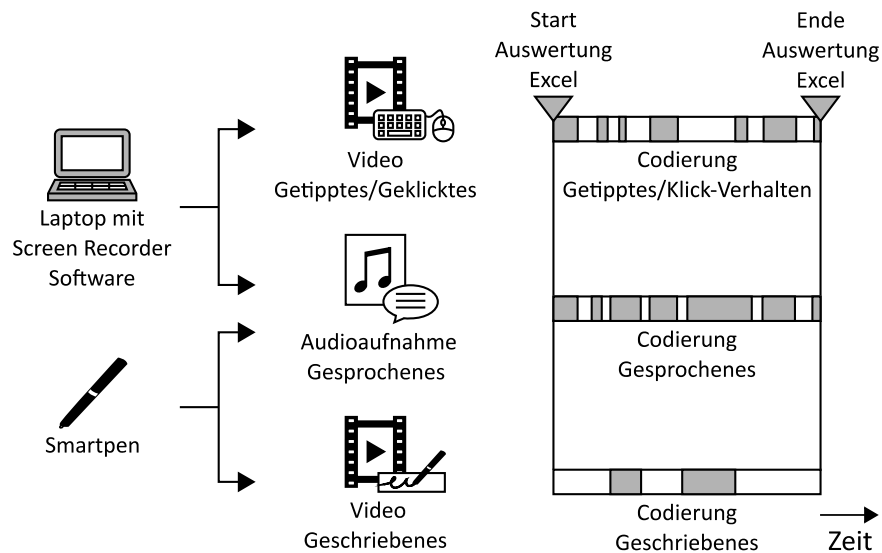 Laptop mit
Screen Recorder
Software
Smartpen
Video
Getipptes/Geklicktes
Audioaufnahme
Gesprochenes
Video
Geschriebenes
Start
Auswertung
Excel
Ende
Auswertung
Excel
Codierung
Getipptes/Klick-Verhalten
Codierung
Gesprochenes
Codierung
Geschriebenes
Zeit